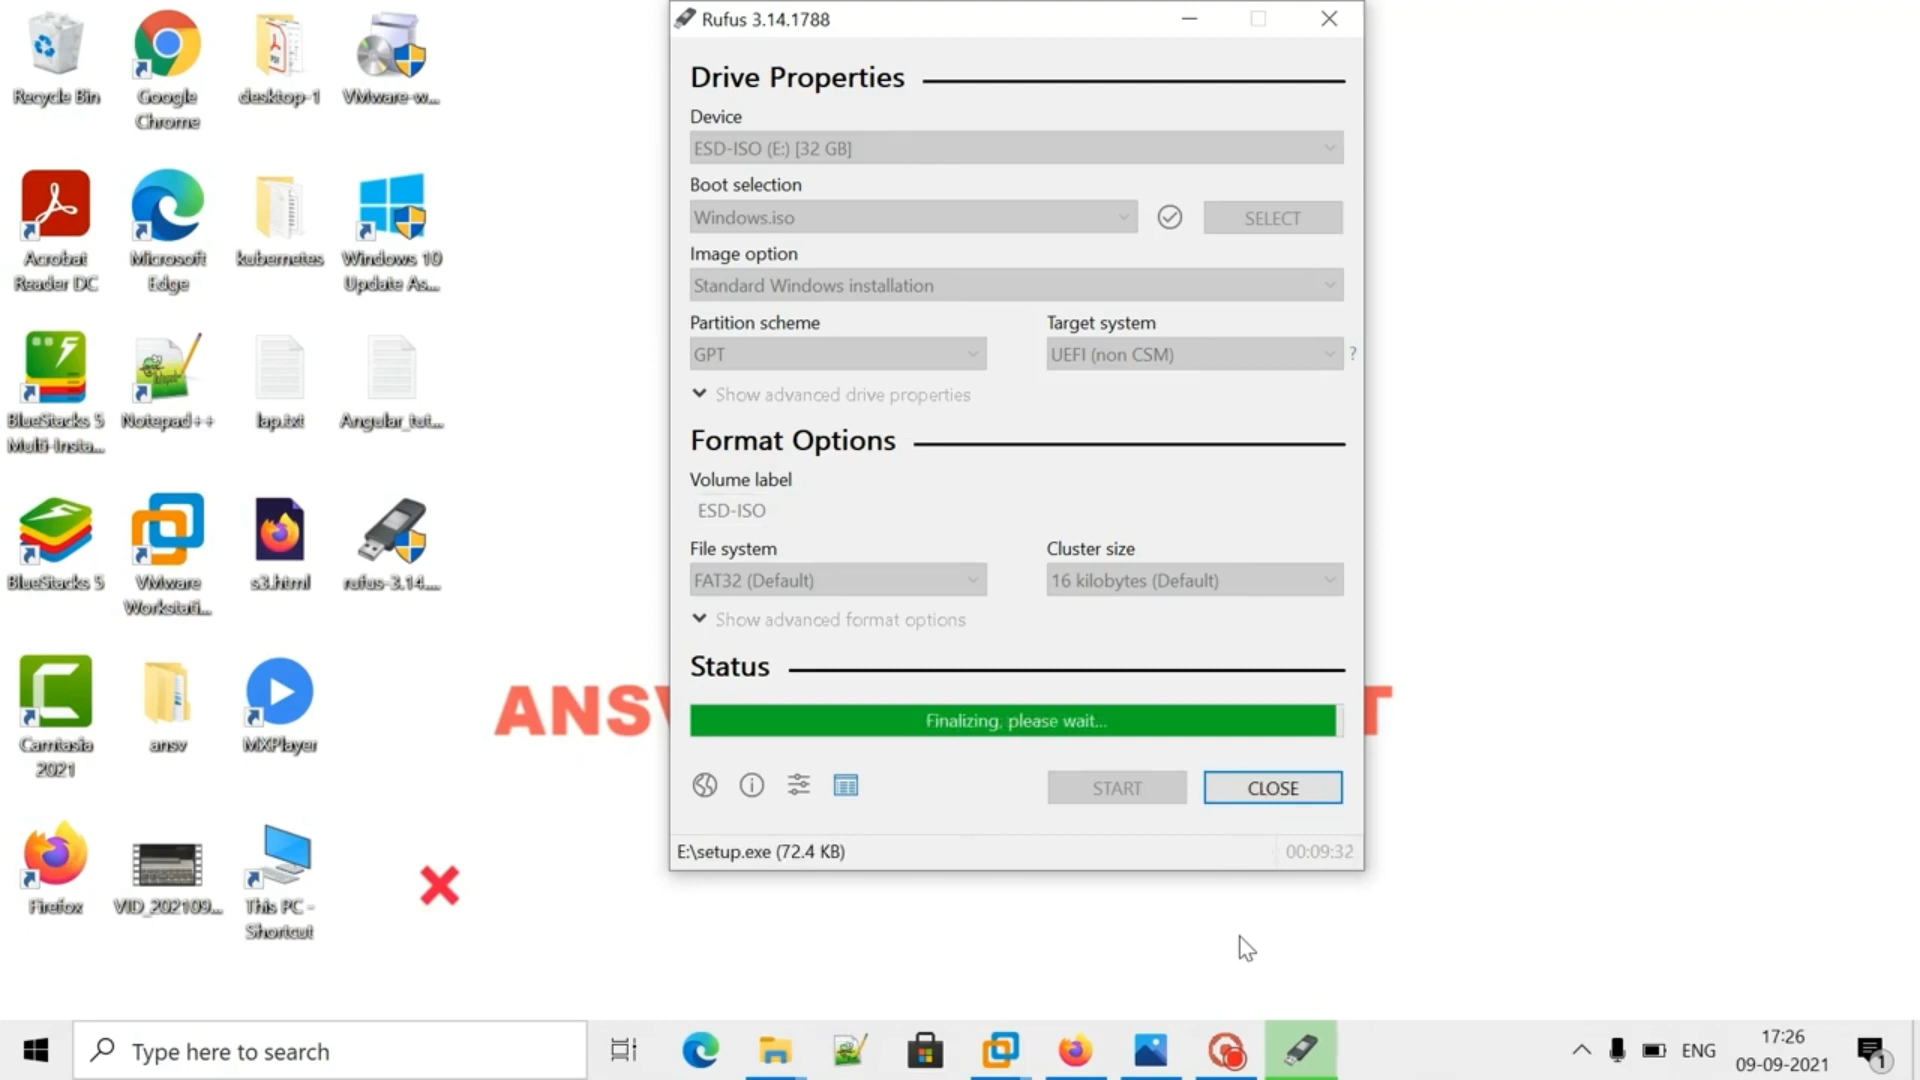 Recycle Bin
Google
Chrome
desktop-1
VMware-w...
Acrobat
Reader DC
Microsoft
Edge
kubernetes
Windows 10
Update As...
BlueStacks 5
Multi-Insta...
Notepad++
lap.txt
Angular_tut...
BlueStacks 5
VMware
Workstati...
s3.html
rufus-3.14....
Camtasia
2021
ansv
MXPlayer
Firefox
VID_202109...
This PC -
Shortcut
Rufus 3.14.1788
Drive Properties
Device
ESD-ISO (E:) [32 GB]
Boot selection
Windows.iso
SELECT
Image option
Standard Windows installation
Partition scheme
Target system
GPT
UEFI (non CSM)
?
Show advanced drive properties
Format Options
Volume label
ESD-ISO
File system
Cluster size
FAT32 (Default)
16 kilobytes (Default)
Show advanced format options
Status
ANSV
T
Finalizing, please wait...
START
CLOSE
E:\setup.exe (72.4 KB)
00:09:32
Type here to search
ENG
17:26
09-09-2021
1